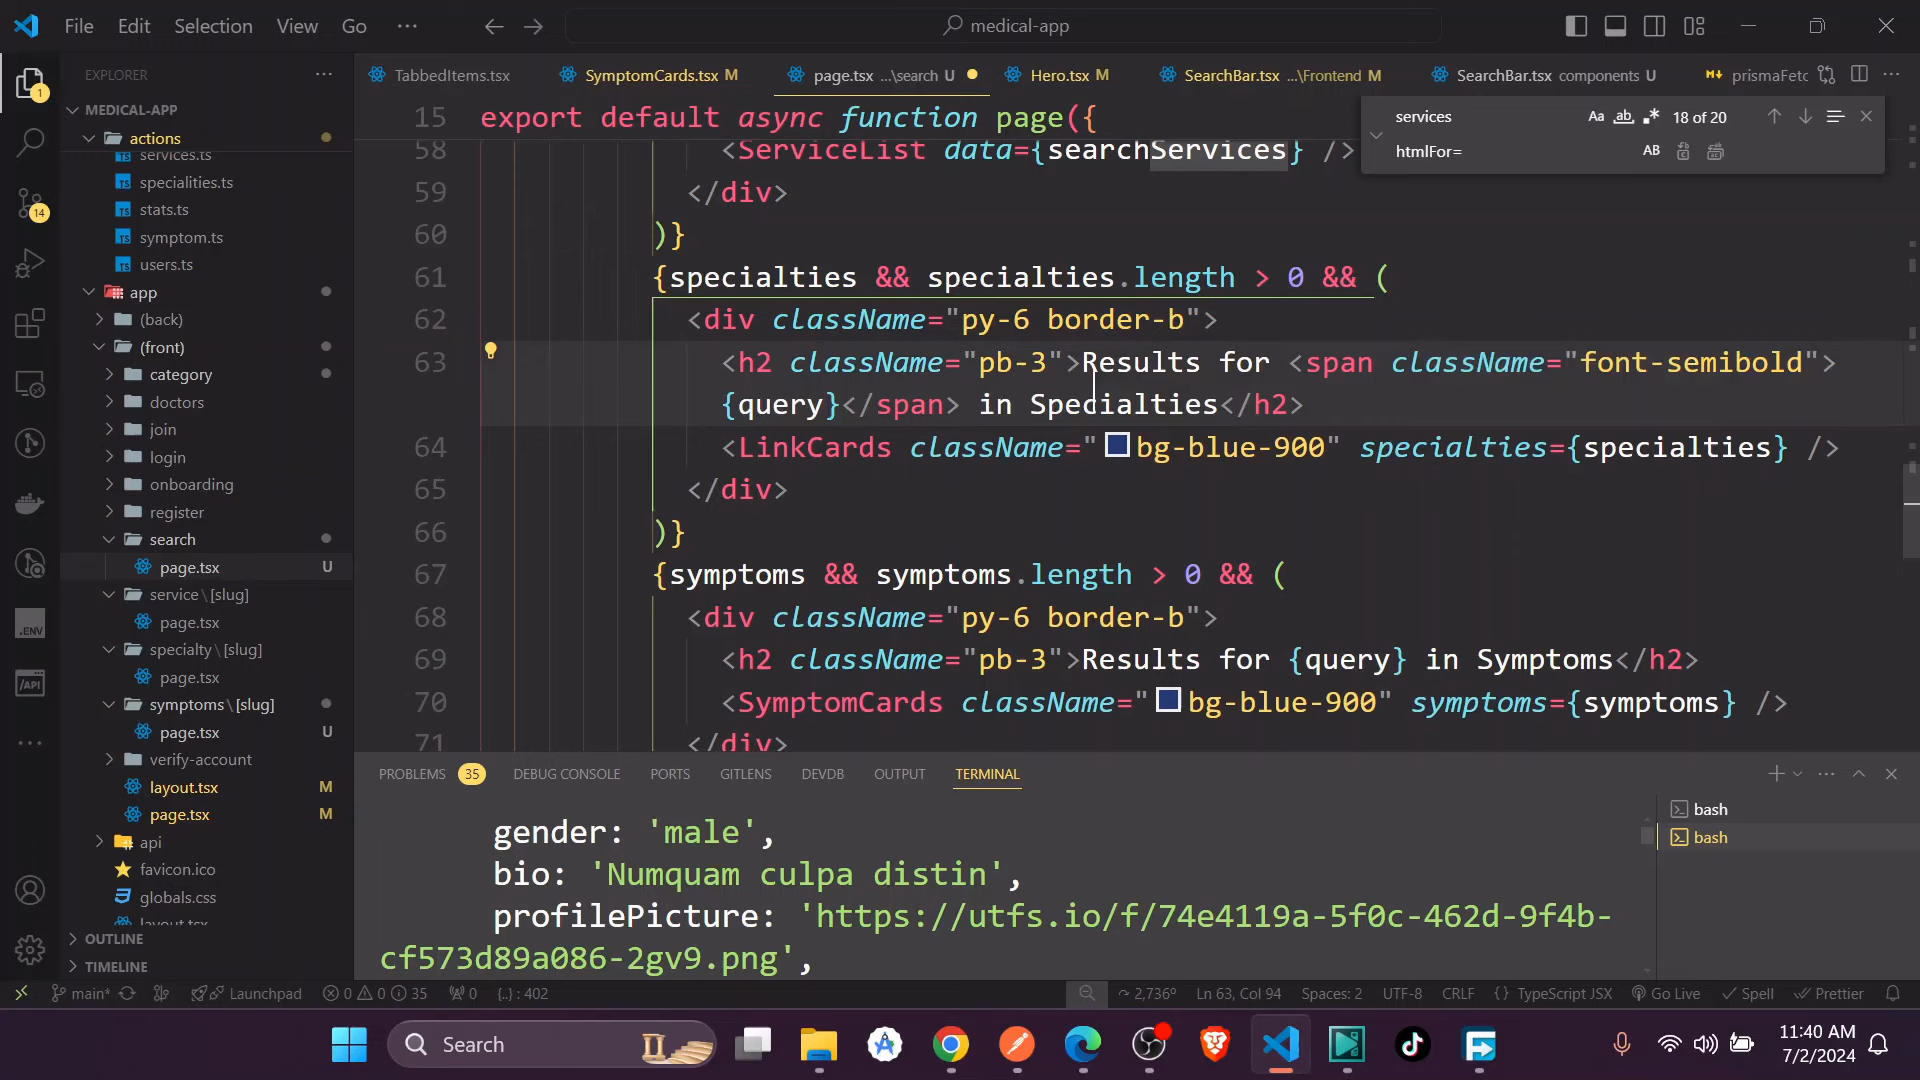 File Edit Selection View Go ··· medical-app
EXPLORER ···
TabbedItems.tsx SymptomCards.tsx M page.tsx ...\search U Hero.tsx M SearchBar.tsx ...\Frontend M SearchBar.tsx components U prismaFetc ···
1
MEDICAL-APP
actions
services.ts
specialities.ts
stats.ts
14
symptom.ts
users.ts
app
(back)
(front)
category
doctors
join
login
onboarding
register
search
page.tsx U
service\[slug]
page.tsx
.ENV
specialty\[slug]
page.tsx
/API
symptoms\[slug]
page.tsx U
verify-account
layout.tsx M
page.tsx M
api
favicon.ico
globals.css
layout.tsx
OUTLINE
TIMELINE
services Aa ab 18 of 20
htmlFor= AB
15 export default async function page({
58 <ServiceList data={searchServices} />
59 </div>
60 )}
61 {specialties && specialties.length > 0 && (
62 <div className="py-6 border-b">
63 <h2 className="pb-3">Results for <span className="font-semibold">
{query}</span> in Specialties</h2>
64 <LinkCards className="bg-blue-900" specialties={specialties} />
65 </div>
66 )}
67 {symptoms && symptoms.length > 0 && (
68 <div className="py-6 border-b">
69 <h2 className="pb-3">Results for {query} in Symptoms</h2>
70 <SymptomCards className="bg-blue-900" symptoms={symptoms} />
71 </div>
PROBLEMS 35 DEBUG CONSOLE PORTS GITLENS DEVDB OUTPUT TERMINAL
gender: 'male',
bio: 'Numquam culpa distin',
profilePicture: 'https://utfs.io/f/74e4119a-5f0c-462d-9f4b-
cf573d89a086-2gv9.png',
bash
bash
main* Launchpad 0 0 35 0 {..} : 402 2,736° Ln 63, Col 94 Spaces: 2 UTF-8 CRLF {} TypeScript JSX Go Live Spell Prettier
Search
11:40 AM
7/2/2024